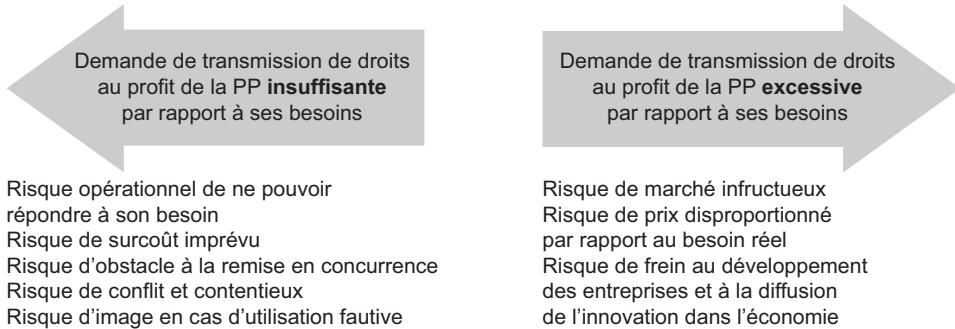 Demande de transmission de droits
au profit de la PP insuffisante
par rapport à ses besoins
Risque opérationnel de ne pouvoir
répondre à son besoin
Risque de surcoût imprévu
Risque d'obstacle à la remise en concurrence
Risque de conflit et contentieux
Risque d'image en cas d'utilisation fautive
Demande de transmission de droits
au profit de la PP excessive
par rapport à ses besoins
Risque de marché infructueux
Risque de prix disproportionné
par rapport au besoin réel
Risque de frein au développement
des entreprises et à la diffusion
de l'innovation dans l'économie